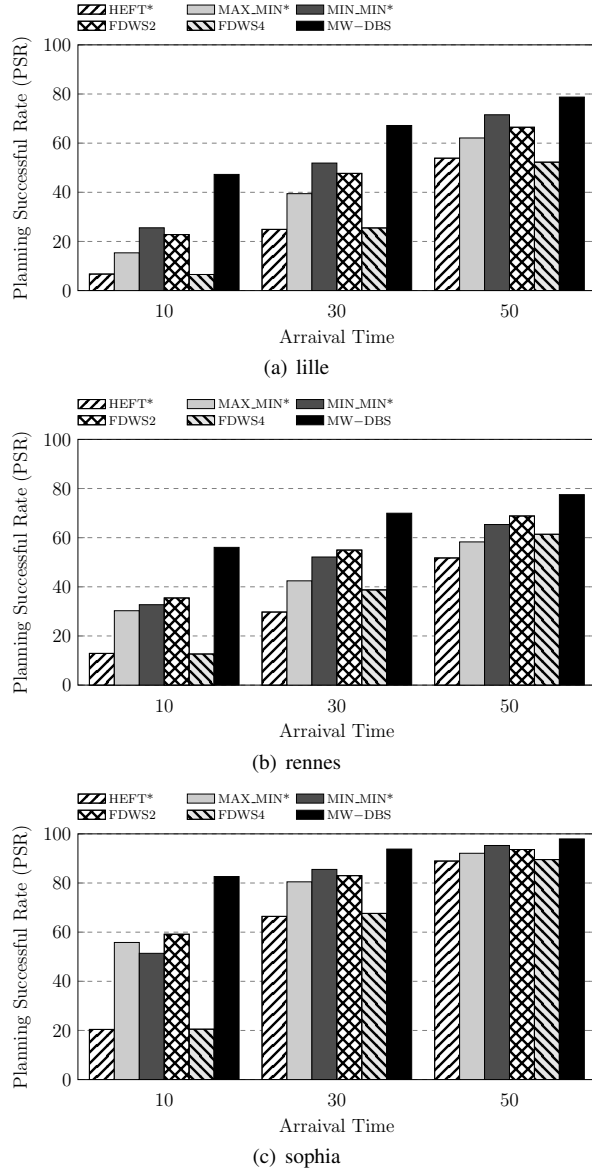 HEFT* MAX_MIN* MIN_MIN*
FDWS2 FDWS4 MW-DBS
Planning Successful Rate (PSR)
100
80
60
40
20
0
10 30 50
Arraival Time
(a) lille
HEFT* MAX_MIN* MIN_MIN*
FDWS2 FDWS4 MW-DBS
Planning Successful Rate (PSR)
100
80
60
40
20
0
10 30 50
Arraival Time
(b) rennes
HEFT* MAX_MIN* MIN_MIN*
FDWS2 FDWS4 MW-DBS
Planning Successful Rate (PSR)
100
80
60
40
20
0
10 30 50
Arraival Time
(c) sophia